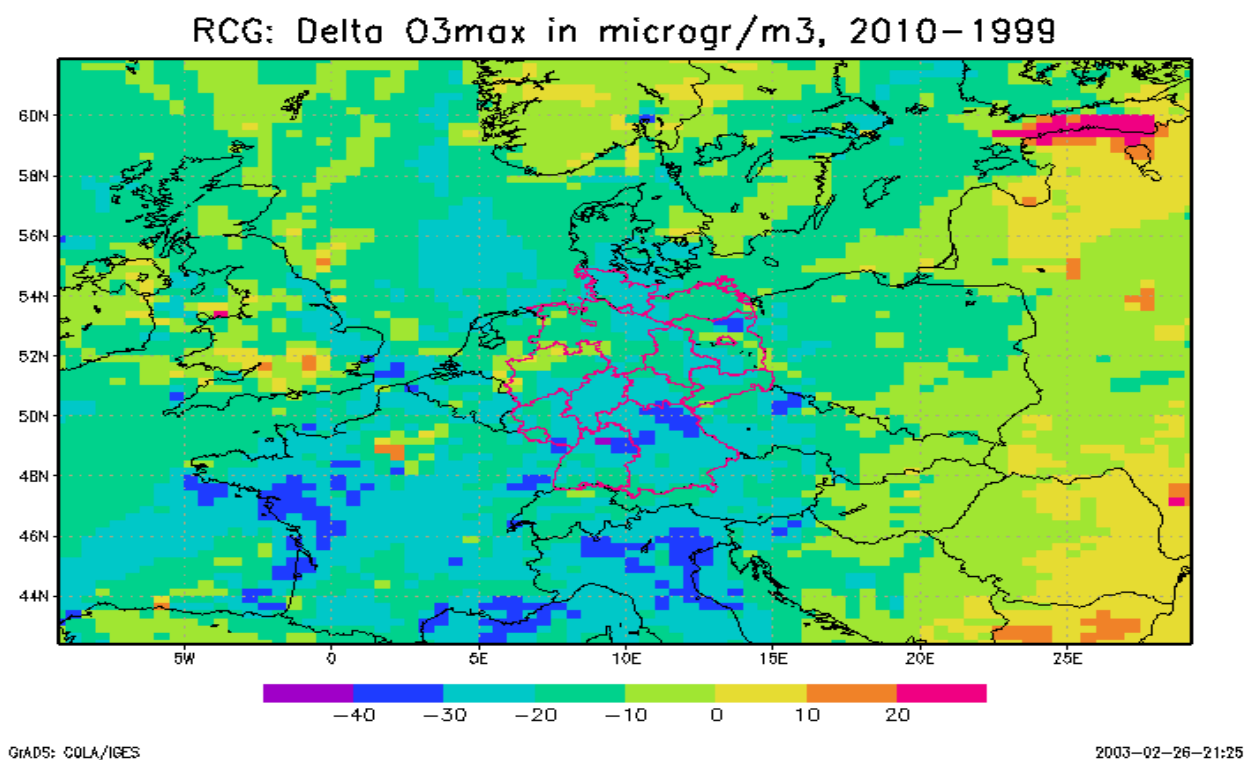 RCG: Delta O3max in microgr/m3, 2010-1999
60N
58N
56N
54N
52N
50N
48N
46N
44N
5W 0 5E 10E 15E 20E 25E
-40 -30 -20 -10 0 10 20
GrADS: COLA/IGES 2003-02-26-21:25